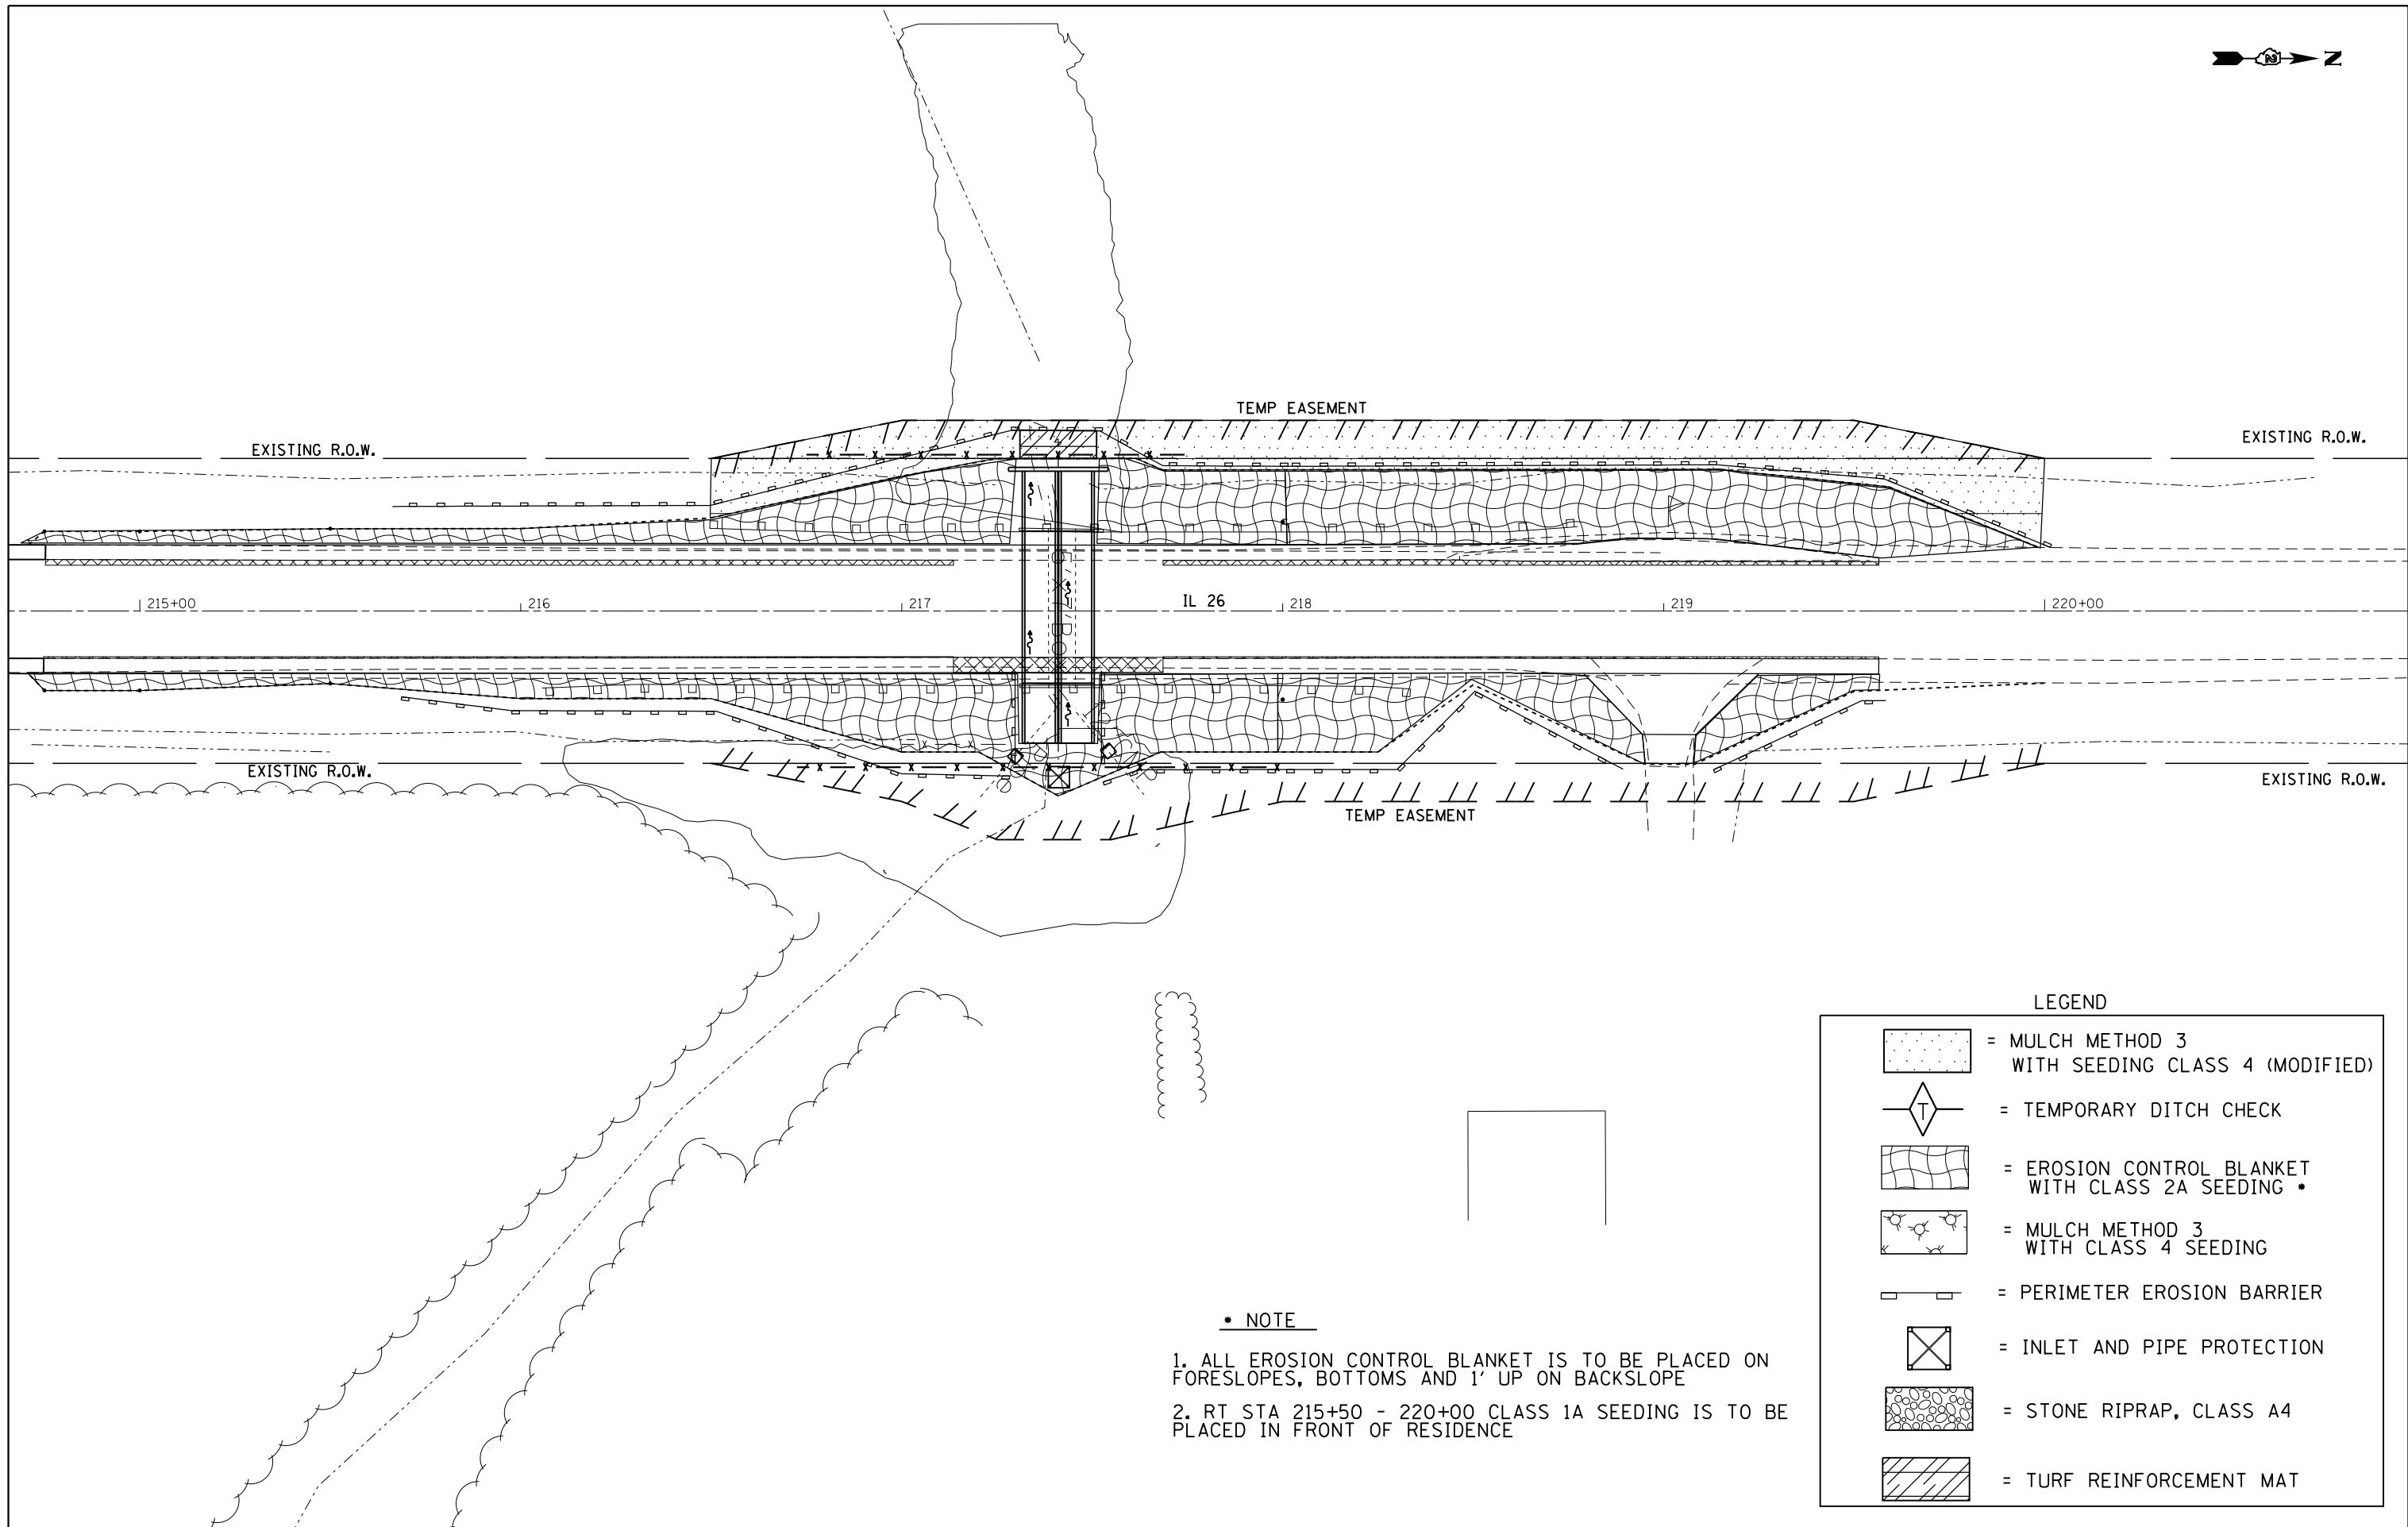 N
TEMP EASEMENT
EXISTING R.O.W.
EXISTING R.O.W.
215+00
216
217
IL 26
218
219
220+00
EXISTING R.O.W.
EXISTING R.O.W.
TEMP EASEMENT
LEGEND
= MULCH METHOD 3
WITH SEEDING CLASS 4 (MODIFIED)
T
= TEMPORARY DITCH CHECK
= EROSION CONTROL BLANKET
WITH CLASS 2A SEEDING *
= MULCH METHOD 3
WITH CLASS 4 SEEDING
= PERIMETER EROSION BARRIER
= INLET AND PIPE PROTECTION
= STONE RIPRAP, CLASS A4
= TURF REINFORCEMENT MAT
* NOTE
1. ALL EROSION CONTROL BLANKET IS TO BE PLACED ON
FORESLOPES, BOTTOMS AND 1' UP ON BACKSLOPE
2. RT STA 215+50 - 220+00 CLASS 1A SEEDING IS TO BE
PLACED IN FRONT OF RESIDENCE